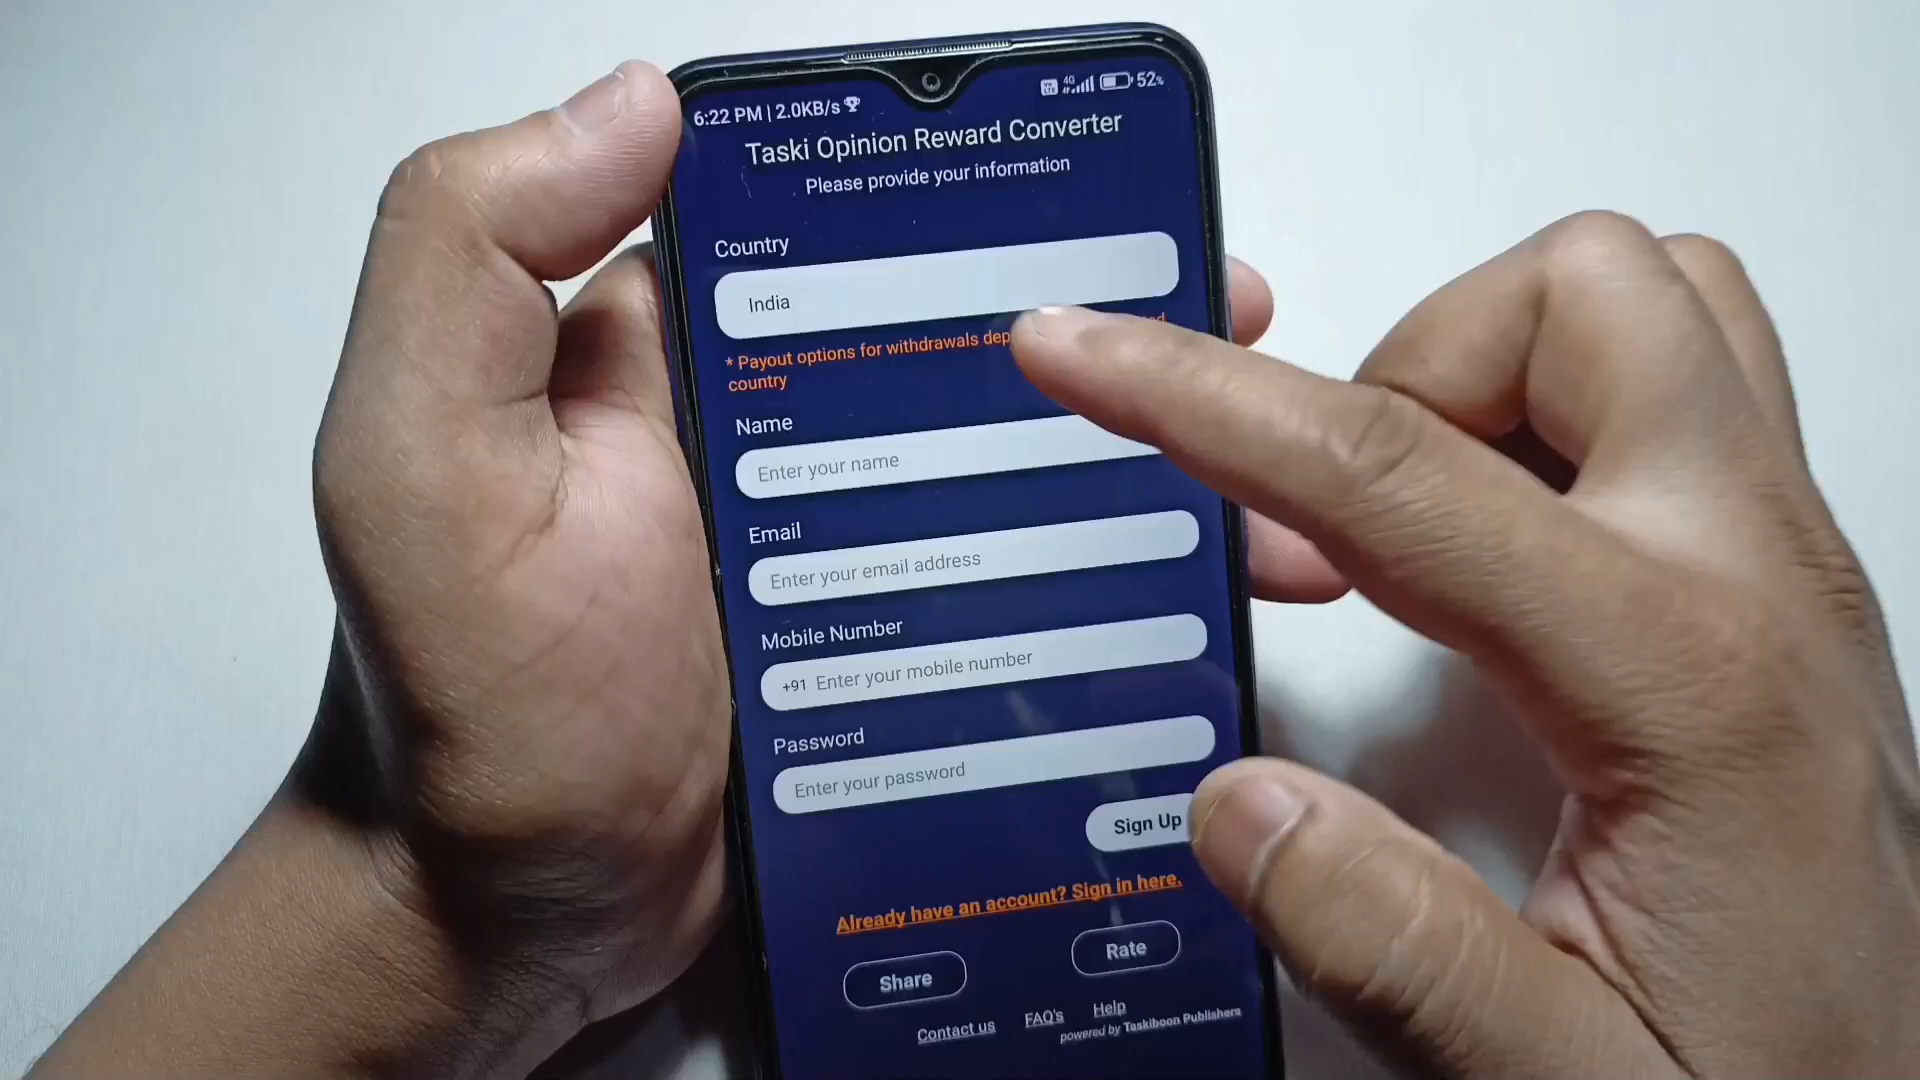 6:22 PM | 2.0KB/s 4G 52%
Taski Opinion Reward Converter
Please provide your information
Country
India
* Payout options for withdrawals
country
Name
Enter your name
Email
Enter your email address
Mobile Number
+91 Enter your mobile number
Password
Enter your password
Sign Up
Already have an account? Sign in here.
Share Rate
Contact us FAQ's Help
powered by Taskiboon Publishers